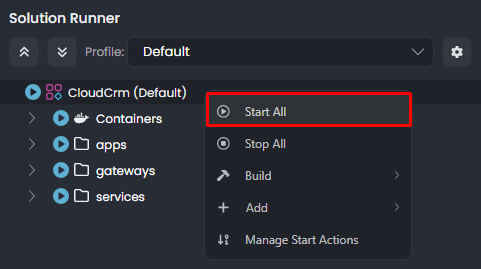 Solution Runner
Profile: Default
CloudCrm (Default)
Containers
apps
gateways
services
Start All
Stop All
Build
Add
Manage Start Actions